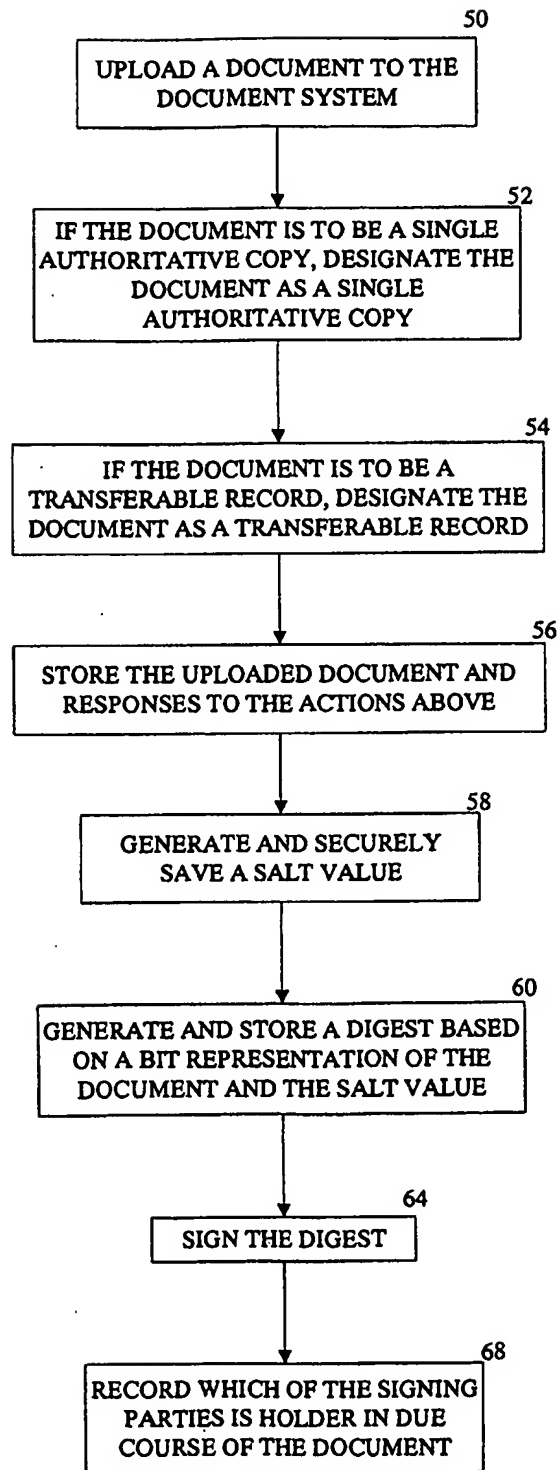 50
UPLOAD A DOCUMENT TO THE
DOCUMENT SYSTEM
52
IF THE DOCUMENT IS TO BE A SINGLE
AUTHORITATIVE COPY, DESIGNATE THE
DOCUMENT AS A SINGLE
AUTHORITATIVE COPY
54
IF THE DOCUMENT IS TO BE A
TRANSFERABLE RECORD, DESIGNATE THE
DOCUMENT AS A TRANSFERABLE RECORD
56
STORE THE UPLOADED DOCUMENT AND
RESPONSES TO THE ACTIONS ABOVE
58
GENERATE AND SECURELY
SAVE A SALT VALUE
60
GENERATE AND STORE A DIGEST BASED
ON A BIT REPRESENTATION OF THE
DOCUMENT AND THE SALT VALUE
64
SIGN THE DIGEST
68
RECORD WHICH OF THE SIGNING
PARTIES IS HOLDER IN DUE
COURSE OF THE DOCUMENT